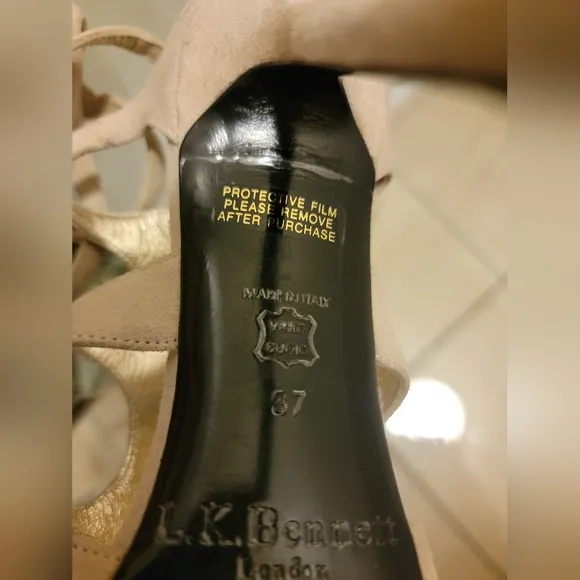 PROTECTIVE FILM
PLEASE REMOVE
AFTER PURCHASE
MADE IN ITALY
VERO
CUOIO
37
L.K.Bennett
London